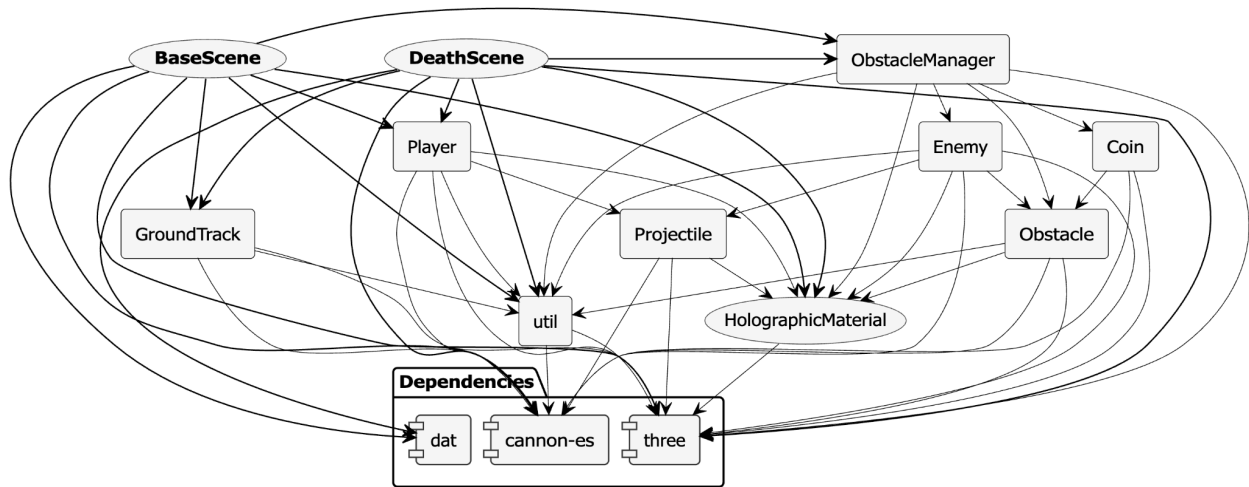 BaseScene
DeathScene
ObstacleManager
Player
Enemy
Coin
GroundTrack
Projectile
Obstacle
util
HolographicMaterial
Dependencies
dat
cannon-es
three